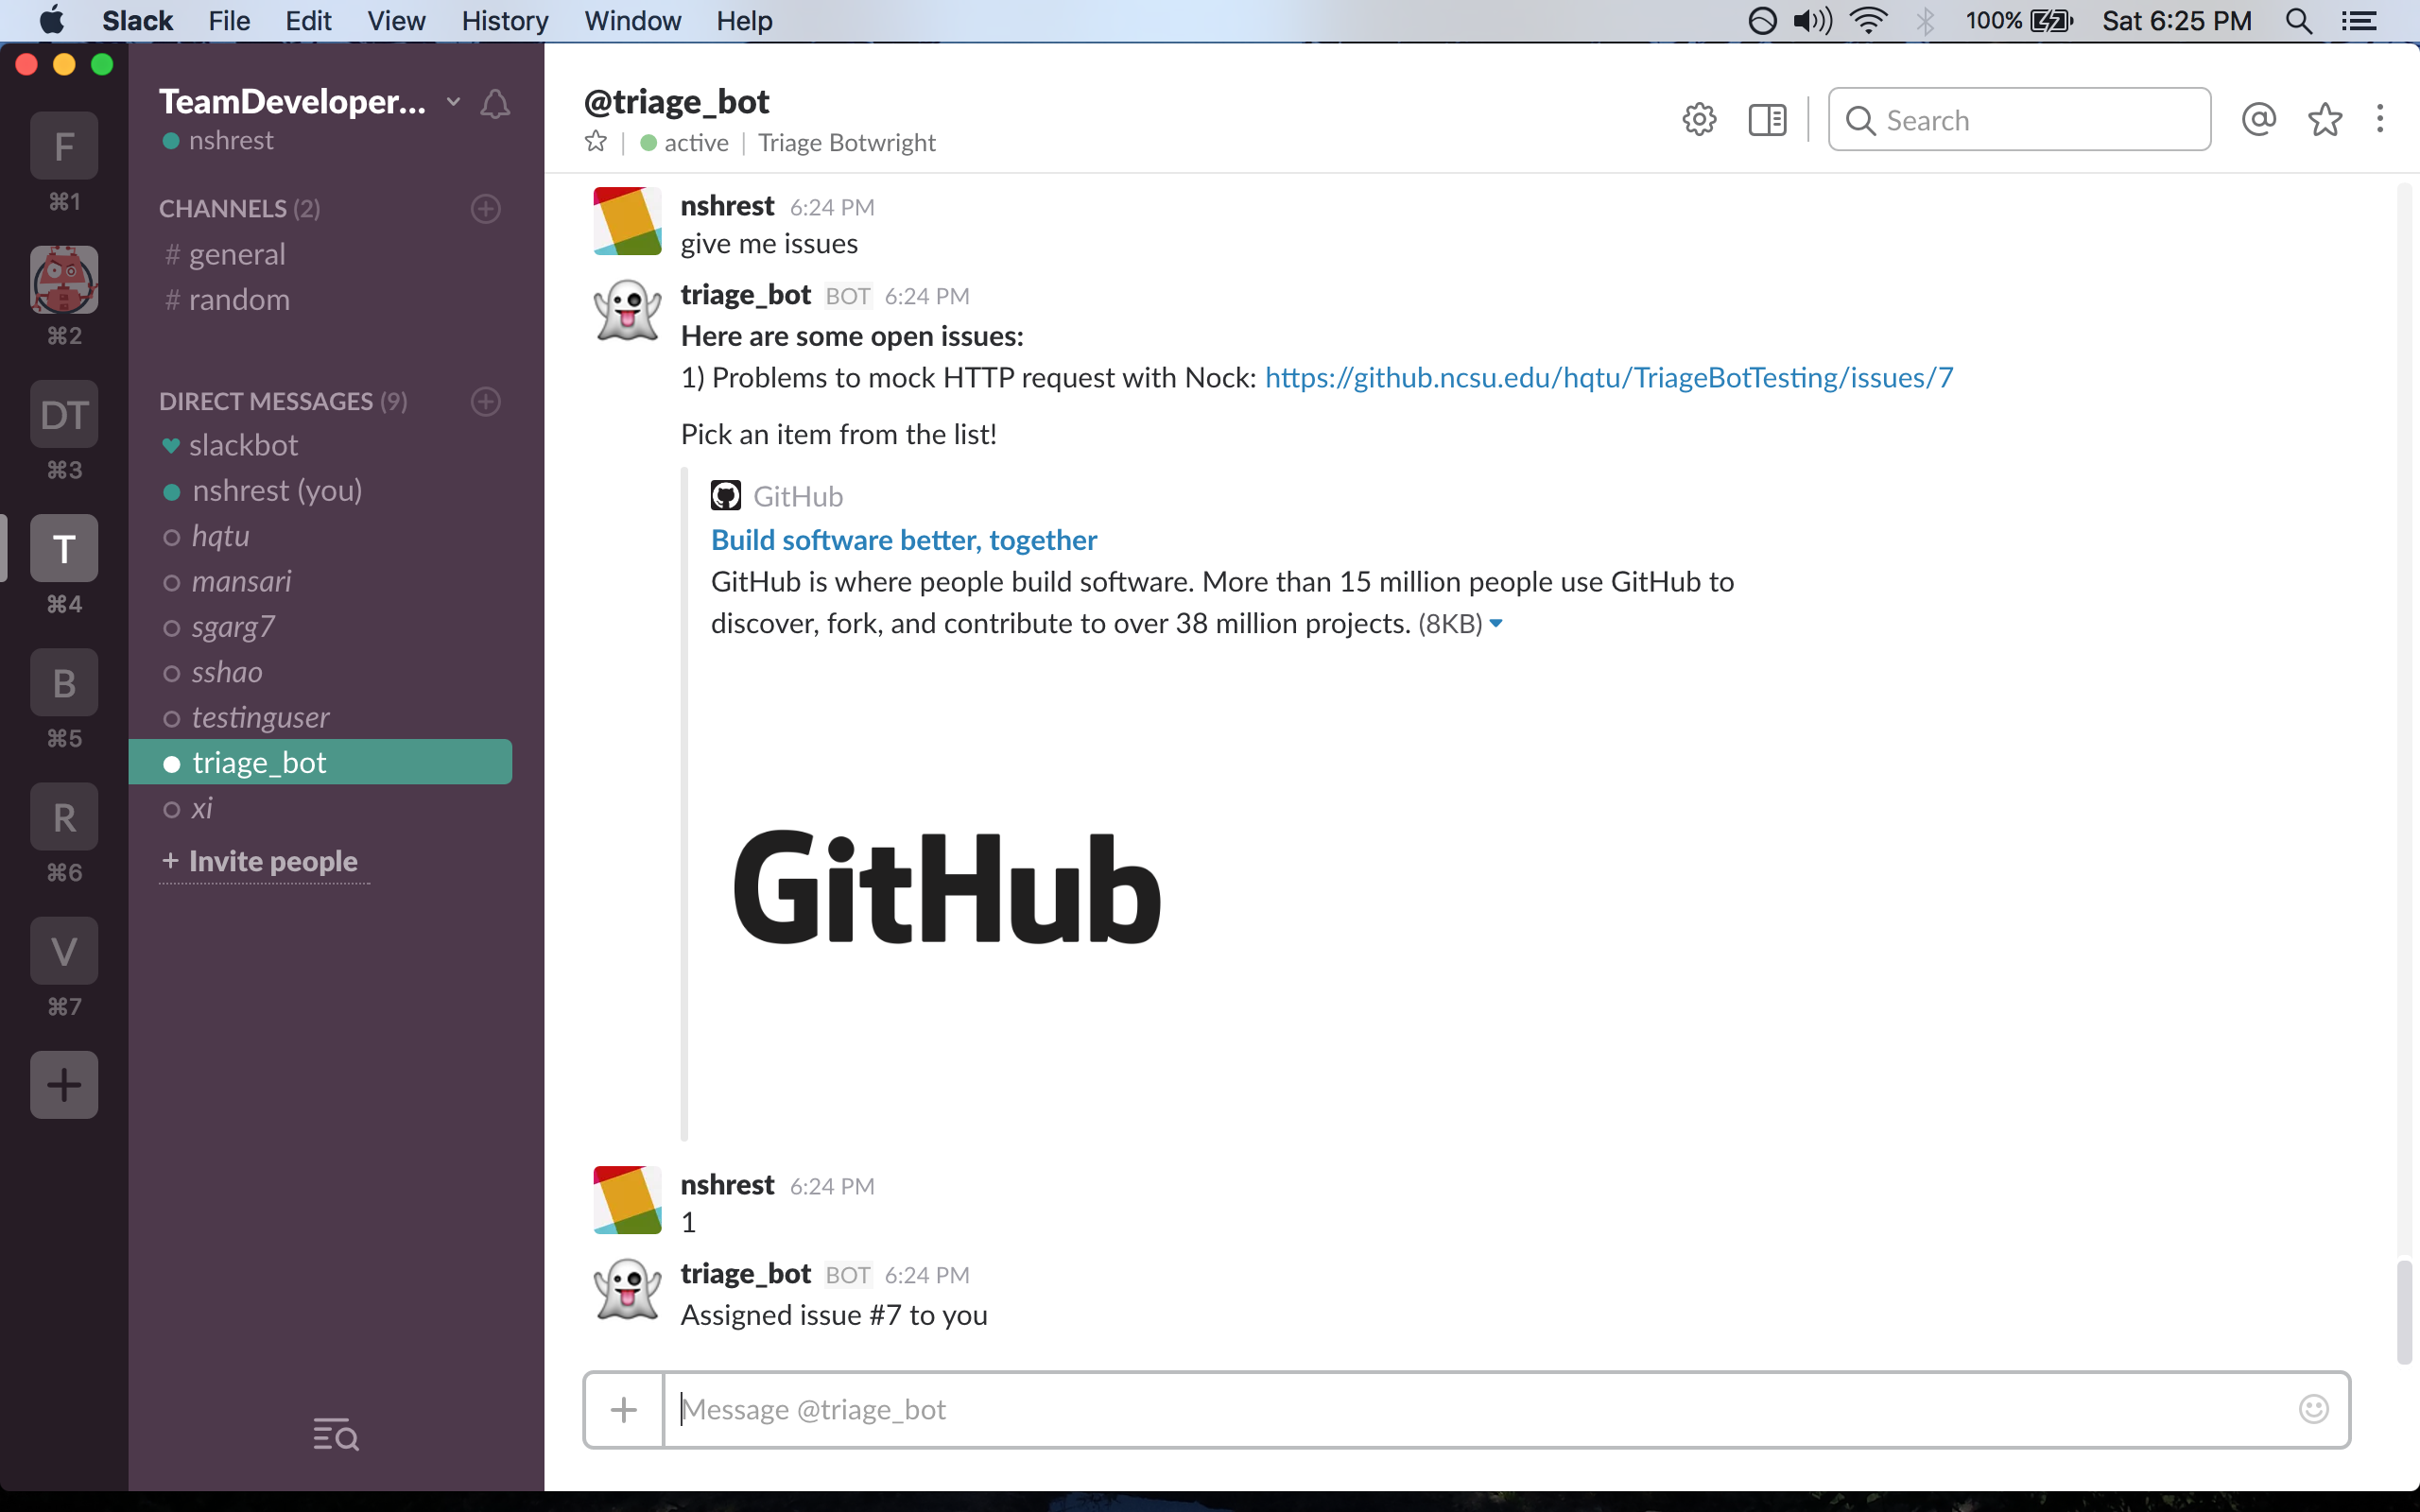 Slack File Edit View History Window Help 100% Sat 6:25 PM
F
⌘1
⌘2
DT
⌘3
T
⌘4
B
⌘5
R
⌘6
V
⌘7
TeamDeveloper...
nshrest
CHANNELS (2)
# general
# random
DIRECT MESSAGES (9)
slackbot
nshrest (you)
hqtu
mansari
sgarg7
sshao
testinguser
triage_bot
xi
+ Invite people
@triage_bot
active | Triage Botwright
Search
nshrest 6:24 PM
give me issues
triage_bot BOT 6:24 PM
Here are some open issues:
1) Problems to mock HTTP request with Nock: https://github.ncsu.edu/hqtu/TriageBotTesting/issues/7
Pick an item from the list!
GitHub
Build software better, together
GitHub is where people build software. More than 15 million people use GitHub to
discover, fork, and contribute to over 38 million projects. (8KB)
GitHub
nshrest 6:24 PM
1
triage_bot BOT 6:24 PM
Assigned issue #7 to you
Message @triage_bot